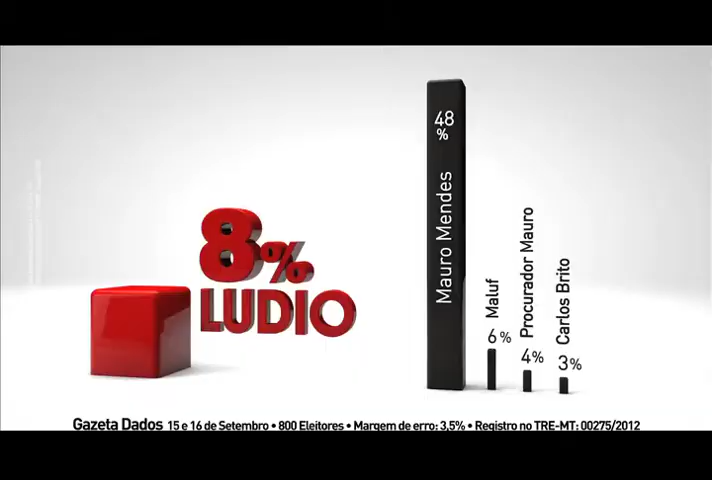 8%
LUDIO
48
%
Mauro Mendes
Maluf
6%
Procurador Mauro
4%
Carlos Brito
3%
Gazeta Dados 15 e 16 de Setembro • 800 Eleitores • Margem de erro: 3,5% • Registro no TRE-MT: 00275/2012